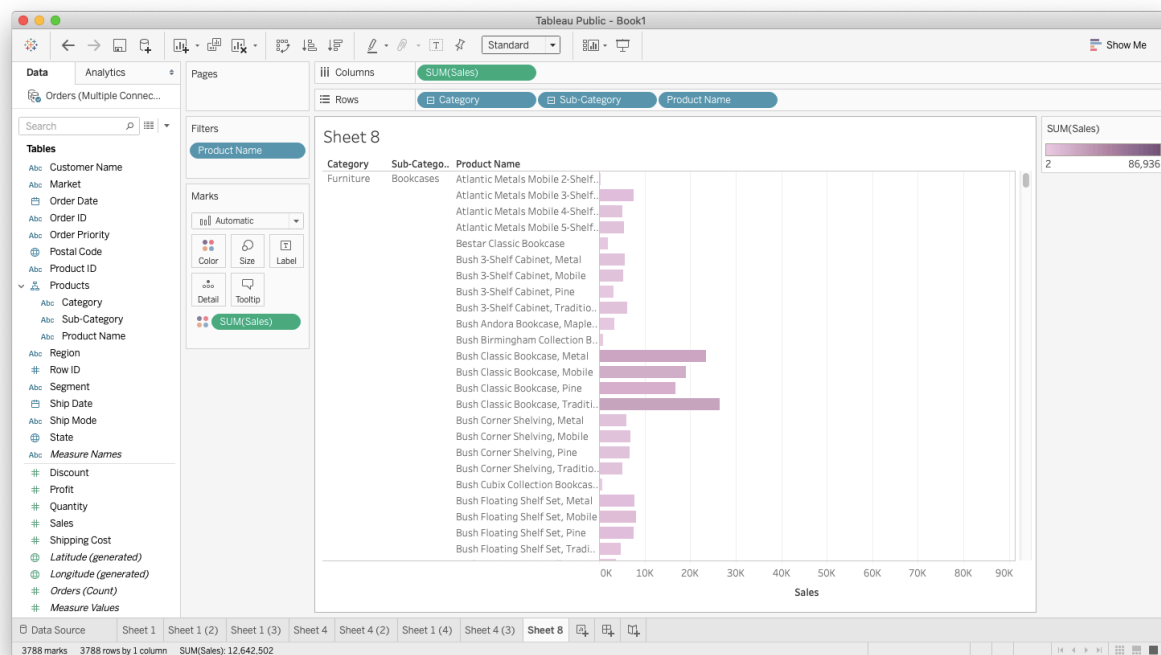 Tableau Public - Book1
Standard
Show Me
Data
Analytics
Orders (Multiple Connec...
Search
Tables
Abc Customer Name
Abc Market
Order Date
Abc Order ID
Abc Order Priority
Postal Code
Abc Product ID
Products
Abc Category
Abc Sub-Category
Abc Product Name
Abc Region
# Row ID
Abc Segment
Ship Date
Abc Ship Mode
State
Abc Measure Names
# Discount
# Profit
# Quantity
# Sales
# Shipping Cost
Latitude (generated)
Longitude (generated)
# Orders (Count)
# Measure Values
Pages
Filters
Product Name
Marks
Automatic
Color Size Label
Detail Tooltip
SUM(Sales)
Columns SUM(Sales)
Rows Category Sub-Category Product Name
Sheet 8
Category Sub-Catego.. Product Name
Furniture Bookcases Atlantic Metals Mobile 2-Shelf..
Atlantic Metals Mobile 3-Shelf..
Atlantic Metals Mobile 4-Shelf..
Atlantic Metals Mobile 5-Shelf..
Bestar Classic Bookcase
Bush 3-Shelf Cabinet, Metal
Bush 3-Shelf Cabinet, Mobile
Bush 3-Shelf Cabinet, Pine
Bush 3-Shelf Cabinet, Traditio..
Bush Andora Bookcase, Maple..
Bush Birmingham Collection B..
Bush Classic Bookcase, Metal
Bush Classic Bookcase, Mobile
Bush Classic Bookcase, Pine
Bush Classic Bookcase, Traditi..
Bush Corner Shelving, Metal
Bush Corner Shelving, Mobile
Bush Corner Shelving, Pine
Bush Corner Shelving, Traditio..
Bush Cubix Collection Bookcas..
Bush Floating Shelf Set, Metal
Bush Floating Shelf Set, Mobile
Bush Floating Shelf Set, Pine
Bush Floating Shelf Set, Tradi..
0K 10K 20K 30K 40K 50K 60K 70K 80K 90K
Sales
SUM(Sales)
2 86,936
Data Source Sheet 1 Sheet 1 (2) Sheet 1 (3) Sheet 4 Sheet 4 (2) Sheet 1 (4) Sheet 4 (3) Sheet 8
3788 marks 3788 rows by 1 column SUM(Sales): 12,642,502